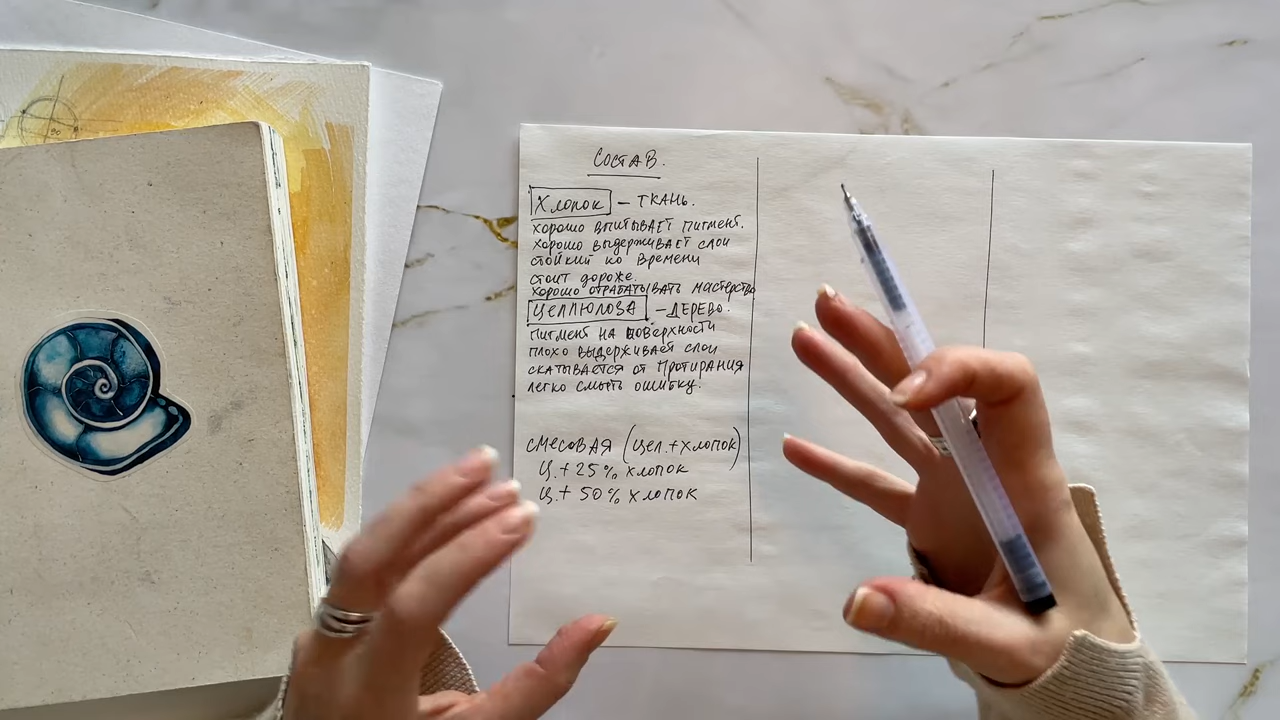 Состав.
Хлопок – ткань.
хорошо впитывает пигмент.
хорошо выдерживает слои
стойкий ко времени
стоит дороже.
хорошо отрабатывать мастерство
целлюлоза – дерево.
пигмент на поверхности
плохо выдерживает слои
скатывается от протирания
легко смыть ошибку.
смесовая (цел.+хлопок)
ц.+ 25% хлопок
ц.+ 50% хлопок